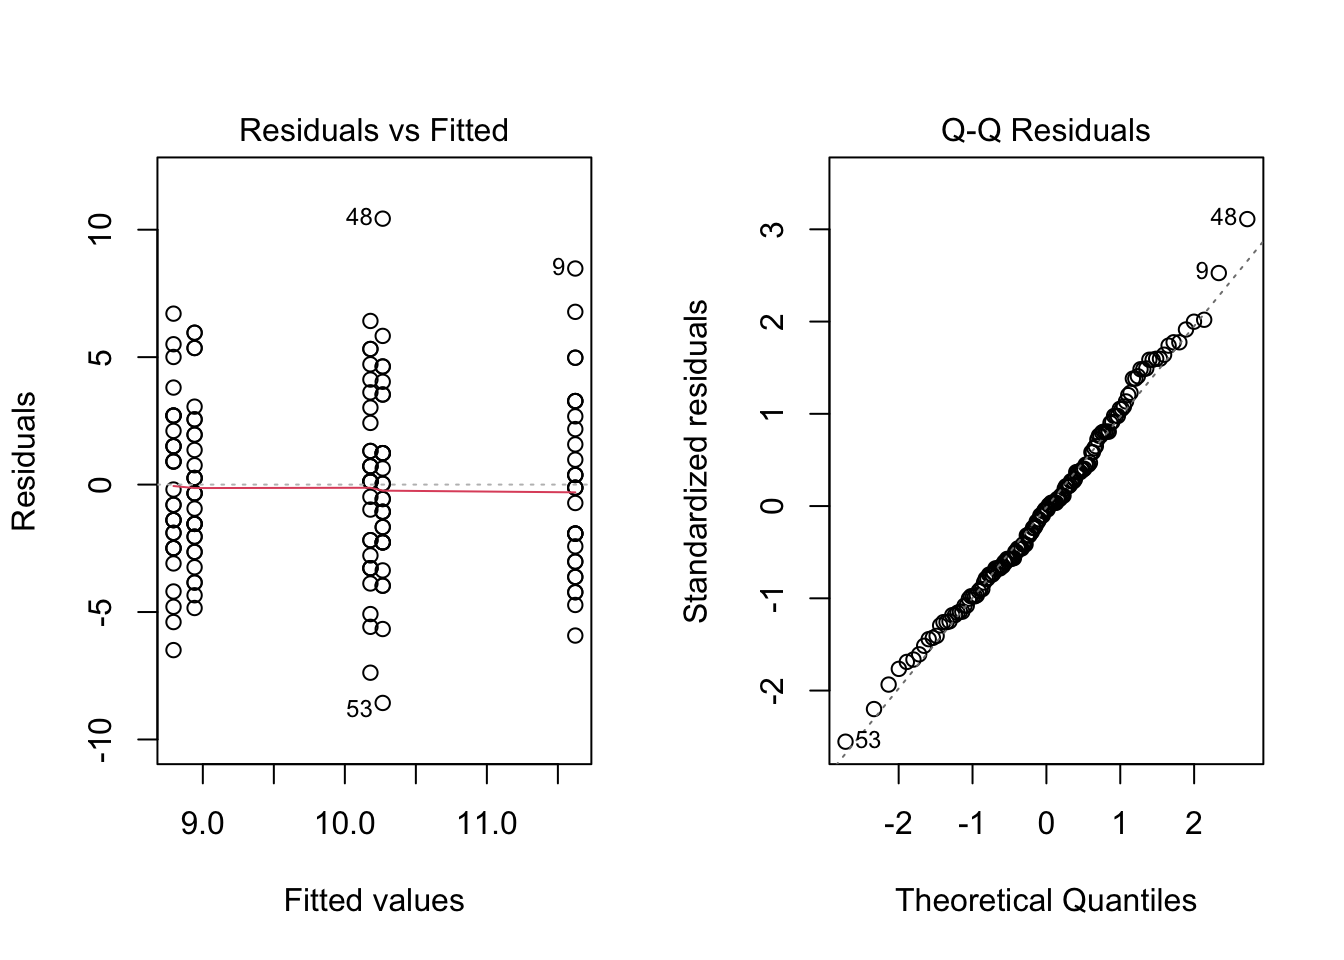 Residuals vs Fitted
Residuals
10
5
0
-5
-10
48
9
53
9.0 10.0 11.0
Fitted values
Q-Q Residuals
Standardized residuals
3
2
1
0
-1
-2
48
9
53
-2 -1 0 1 2
Theoretical Quantiles